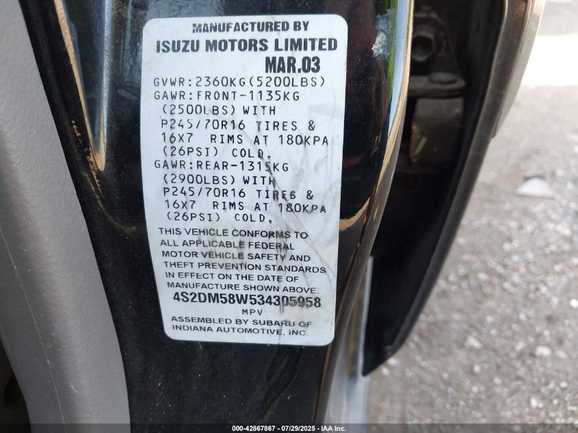 MANUFACTURED BY
ISUZU MOTORS LIMITED
MAR.03
GVWR:2360KG(5200LBS)
GAWR:FRONT-1135KG
(2500LBS) WITH
P245/70R16 TIRES &
16X7 RIMS AT 180KPA
(26PSI) COLD.
GAWR:REAR-1315KG
(2900LBS) WITH
P245/70R16 TIRES &
16X7 RIMS AT 180KPA
(26PSI) COLD.
THIS VEHICLE CONFORMS TO
ALL APPLICABLE FEDERAL
MOTOR VEHICLE SAFETY AND
THEFT PREVENTION STANDARDS
IN EFFECT ON THE DATE OF
MANUFACTURE SHOWN ABOVE.
4S2DM58W534305958
MPV
ASSEMBLED BY SUBARU OF
INDIANA AUTOMOTIVE, INC
000-42867867 - 07/29/2025 - IAA Inc.